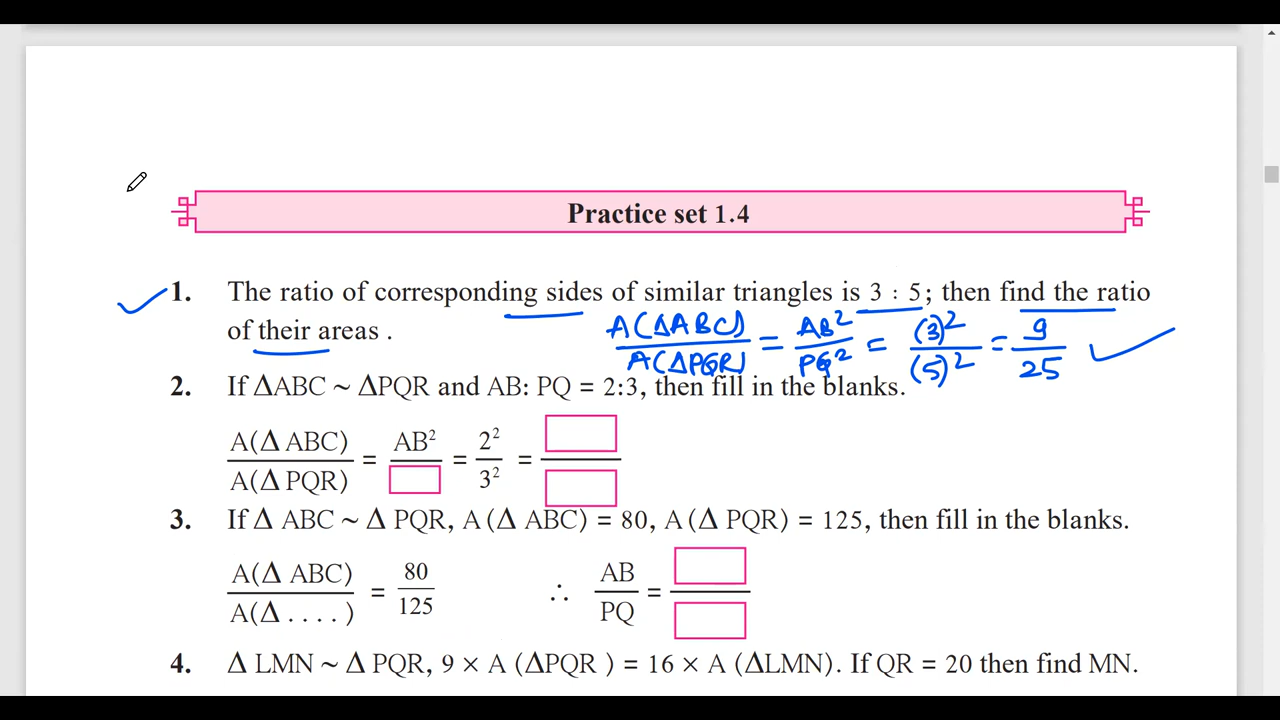 Practice set 1.4
1. The ratio of corresponding sides of similar triangles is 3 : 5; then find the ratio
of their areas .
A(ΔABC)/A(ΔPQR) = AB²/PQ² = (3)²/(5)² = 9/25
2. If ΔABC ~ ΔPQR and AB: PQ = 2:3, then fill in the blanks.
A(Δ ABC)/A(Δ PQR) = AB²/□ = 2²/3² = □/□
3. If Δ ABC ~ Δ PQR, A (Δ ABC) = 80, A (Δ PQR) = 125, then fill in the blanks.
A(Δ ABC)/A(Δ . . . . ) = 80/125 ∴ AB/PQ = □/□
4. Δ LMN ~ Δ PQR, 9 × A (ΔPQR ) = 16 × A (ΔLMN). If QR = 20 then find MN.